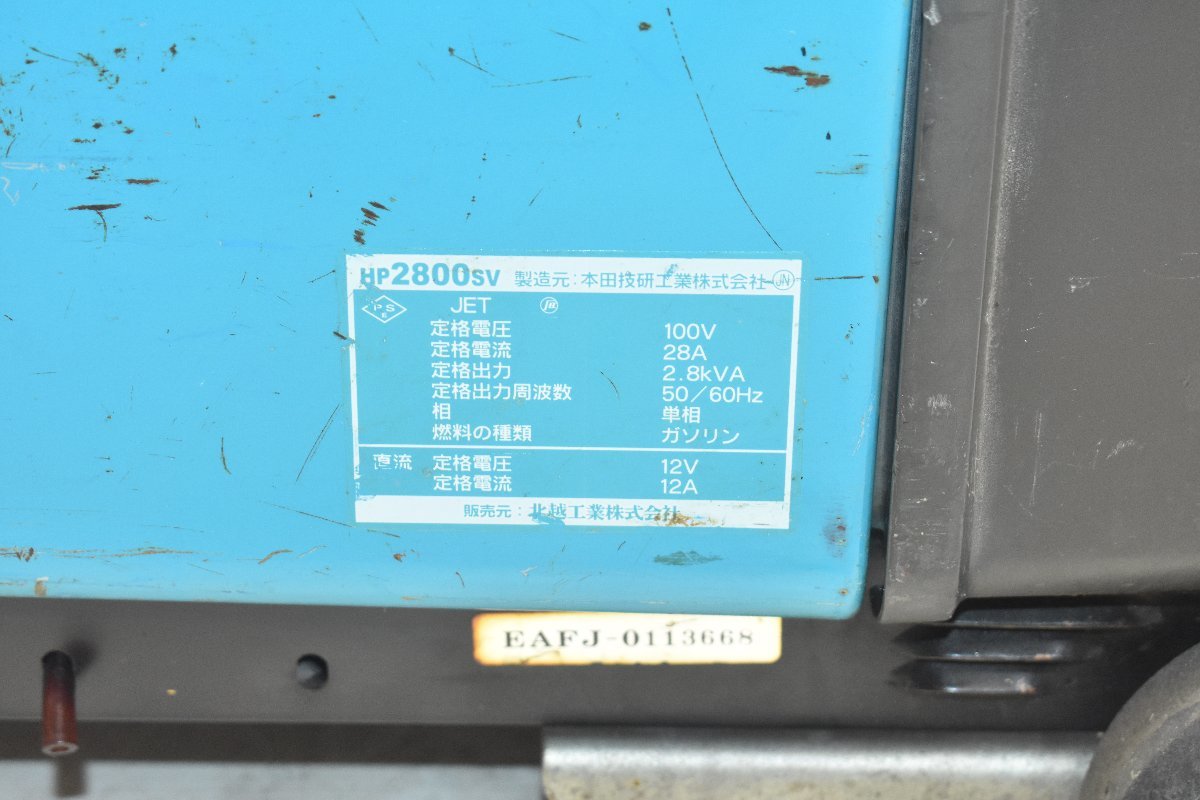 HP2800SV 製造元:本田技研工業株式会社 JN
PSE JET
定格電圧 100V
定格電流 28A
定格出力 2.8kVA
定格出力周波数 50/60Hz
相 単相
燃料の種類 ガソリン
直流 定格電圧 12V
定格電流 12A
販売元:北越工業株式会社
EAFJ-0113668